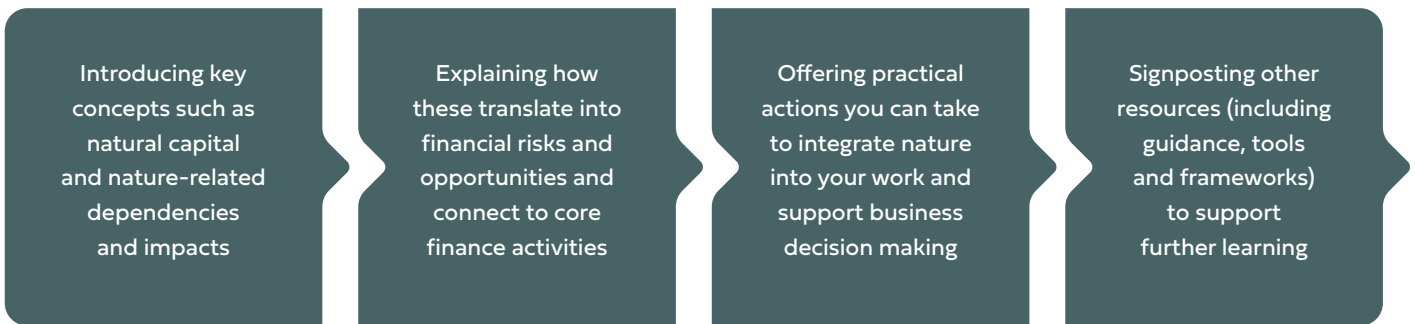 Introducing key
concepts such as
natural capital
and nature-related
dependencies
and impacts
Explaining how
these translate into
financial risks and
opportunities and
connect to core
finance activities
Offering practical
actions you can take
to integrate nature
into your work and
support business
decision making
Signposting other
resources (including
guidance, tools
and frameworks)
to support
further learning